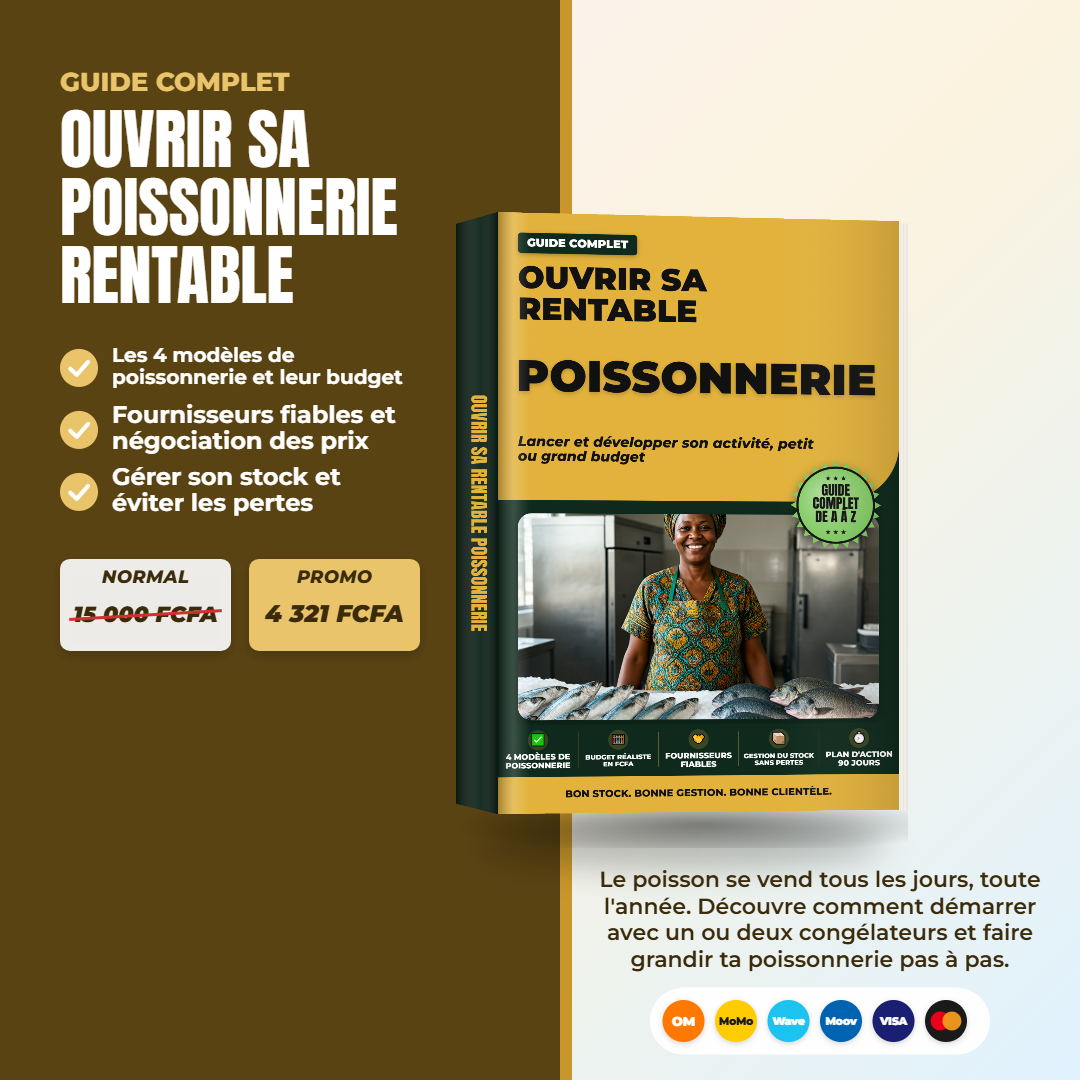 GUIDE COMPLET
OUVRIR SA
POISSONNERIE
RENTABLE
Les 4 modèles de
poissonnerie et leur budget
Fournisseurs fiables et
négociation des prix
Gérer son stock et
éviter les pertes
NORMAL
15 000 FCFA
PROMO
4 321 FCFA
OUVRIR SA RENTABLE POISSONNERIE
GUIDE COMPLET
OUVRIR SA
RENTABLE
POISSONNERIE
Lancer et développer son activité, petit
ou grand budget
GUIDE
COMPLET
DE A À Z
4 MODÈLES DE
POISSONNERIE
BUDGET RÉALISTE
EN FCFA
FOURNISSEURS
FIABLES
GESTION DU STOCK
SANS PERTES
PLAN D'ACTION
90 JOURS
BON STOCK. BONNE GESTION. BONNE CLIENTÈLE.
Le poisson se vend tous les jours, toute
l'année. Découvre comment démarrer
avec un ou deux congélateurs et faire
grandir ta poissonnerie pas à pas.
OM
MoMo
Wave
Moov
VISA